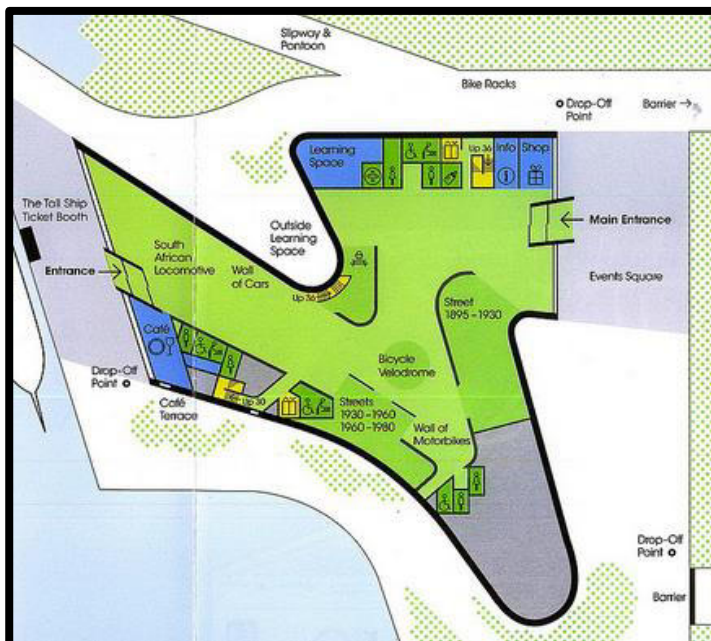 Slipway &
Pontoon
Bike Racks
Drop-Off
Point
Barrier →
Learning
Space
Up 36
Info
Shop
The Tall Ship
Ticket Booth
Outside
Learning
Space
← Main Entrance
South
African
Locomotive
Wall
of Cars
Entrance →
Up 36
Events Square
Street
1895–1930
Café
Bicycle
Velodrome
Drop-Off
Point
Café
Terrace
Up 30
Streets
1930–1960
1960–1980
Wall of
Motorbikes
Drop-Off
Point
Barrier